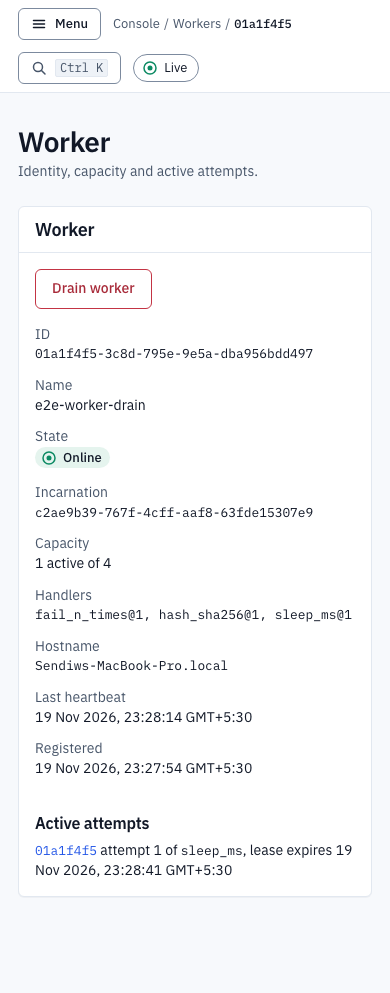 Menu
Console / Workers / 01a1f4f5
Ctrl K
Live
Worker
Identity, capacity and active attempts.
Worker
Drain worker
ID
01a1f4f5-3c8d-795e-9e5a-dba956bdd497
Name
e2e-worker-drain
State
Online
Incarnation
c2ae9b39-767f-4cff-aaf8-63fde15307e9
Capacity
1 active of 4
Handlers
fail_n_times@1, hash_sha256@1, sleep_ms@1
Hostname
Sendiws-MacBook-Pro.local
Last heartbeat
19 Nov 2026, 23:28:14 GMT+5:30
Registered
19 Nov 2026, 23:27:54 GMT+5:30
Active attempts
01a1f4f5 attempt 1 of sleep_ms, lease expires 19
Nov 2026, 23:28:41 GMT+5:30